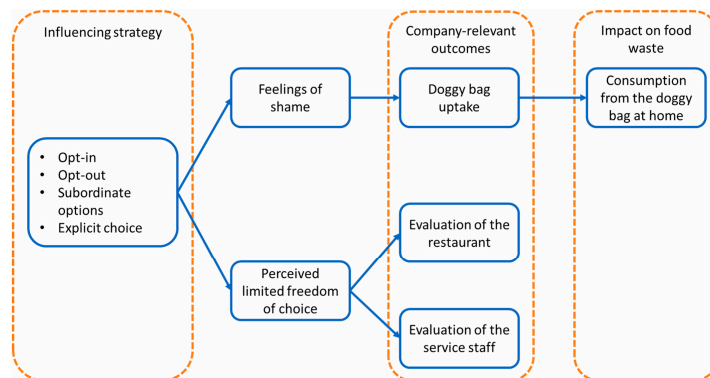 Influencing strategy
Company-relevant
outcomes
Impact on food
waste
Feelings of
shame
Doggy bag
uptake
Consumption
from the doggy
bag at home
• Opt-in
• Opt-out
• Subordinate
options
• Explicit choice
Evaluation of the
restaurant
Perceived
limited freedom
of choice
Evaluation of the
service staff